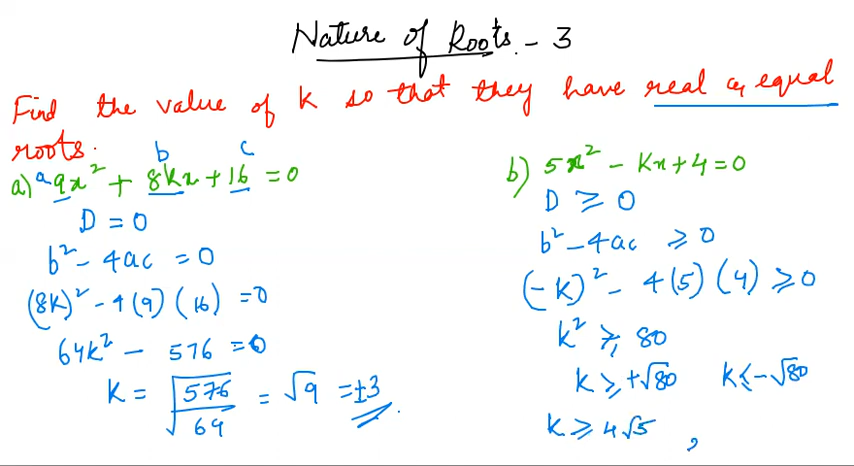 Nature of Roots. - 3
Find the value of K so that they have real & equal
roots.
b c
a) a 9x² + 8Kx + 16 = 0
D = 0
b² - 4ac = 0
(8K)² - 4(9)(16) = 0
64K² - 576 = 0
K = √576/√64 = √9 = ±3
b) 5x² - Kx + 4 = 0
D ⩾ 0
b² - 4ac ⩾ 0
(-K)² - 4(5)(4) ⩾ 0
K² ⩾ 80
K ⩾ +√80 K ⩽ -√80
K ⩾ 4√5 ,